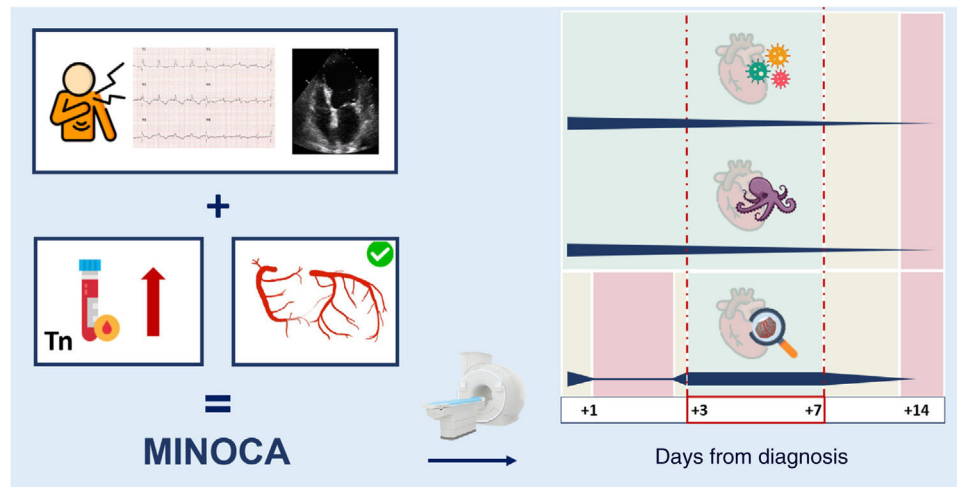 +
Tn
=
MINOCA
+1
+3
+7
+14
Days from diagnosis